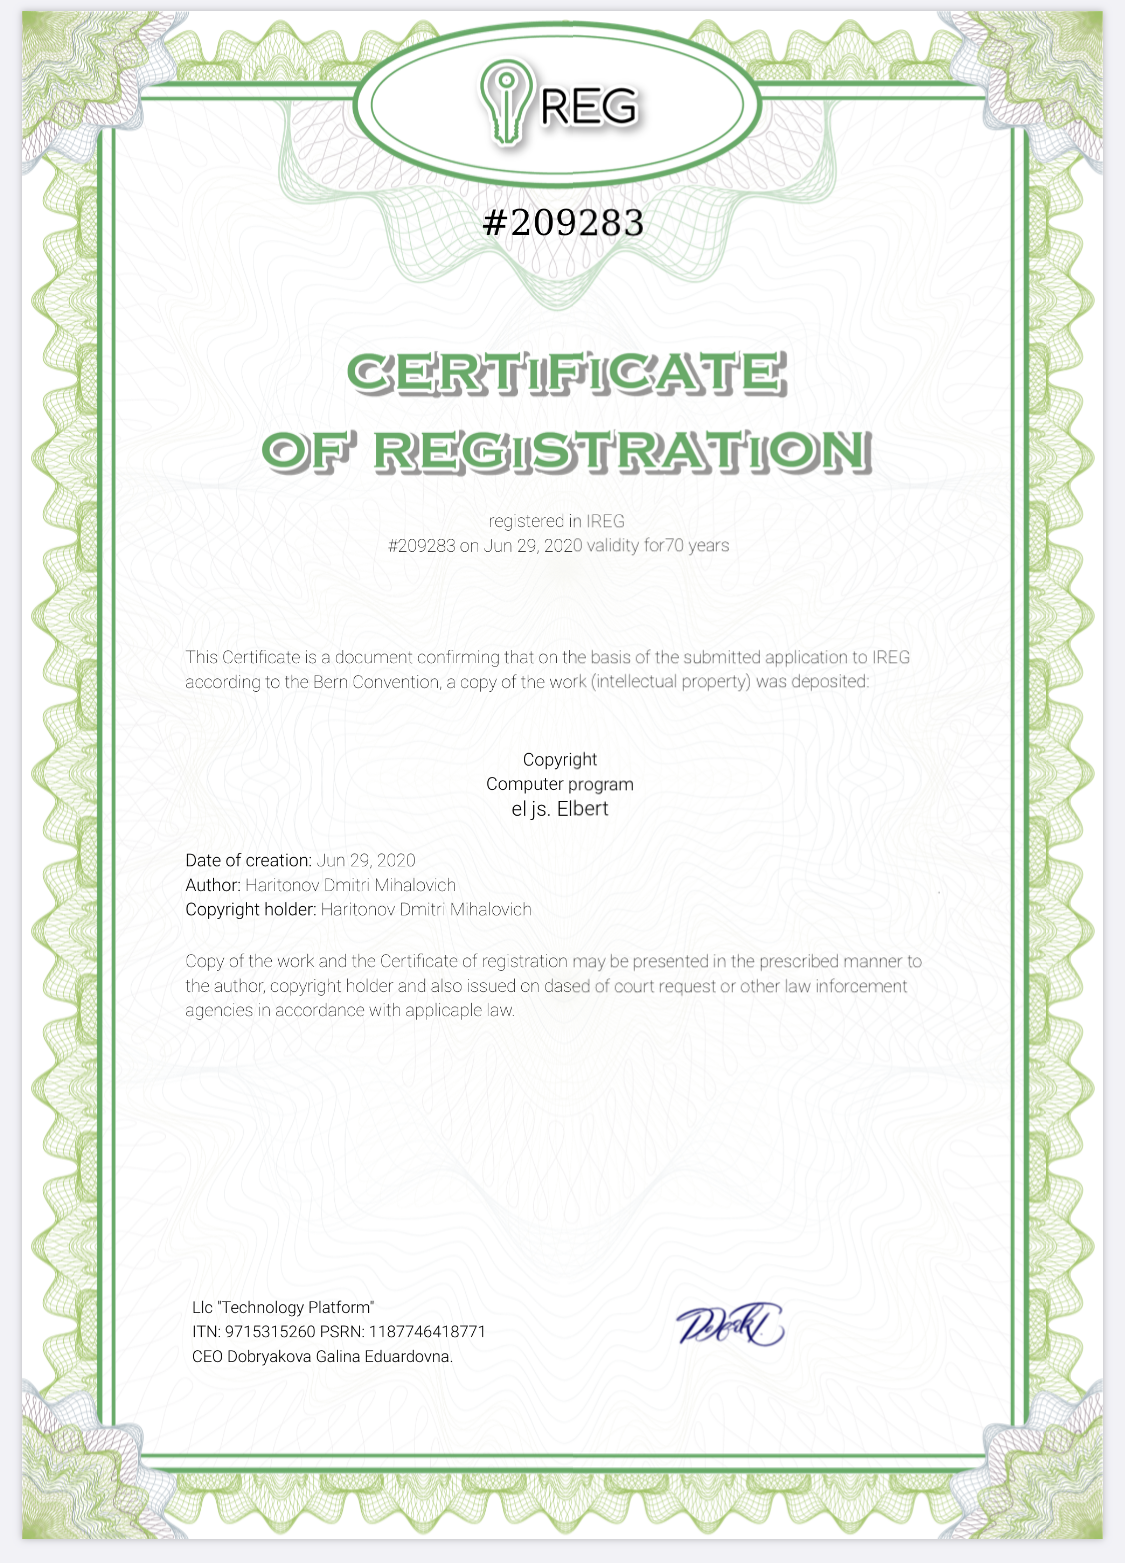 REG
#209283
CERTiFiCATE
OF REGiSTRATiON
registered in IREG
#209283 on Jun 29, 2020 validity for70 years
This Certificate is a document confirming that on the basis of the submitted application to IREG
according to the Bern Convention, a copy of the work (intellectual property) was deposited:
Copyright
Computer program
el js. Elbert
Date of creation: Jun 29, 2020
Author: Haritonov Dmitri Mihalovich
Copyright holder: Haritonov Dmitri Mihalovich
Copy of the work and the Certificate of registration may be presented in the prescribed manner to
the author, copyright holder and also issued on dased of court request or other law inforcement
agencies in accordance with applicaple law.
Llc "Technology Platform"
ITN: 9715315260 PSRN: 1187746418771
CEO Dobryakova Galina Eduardovna.